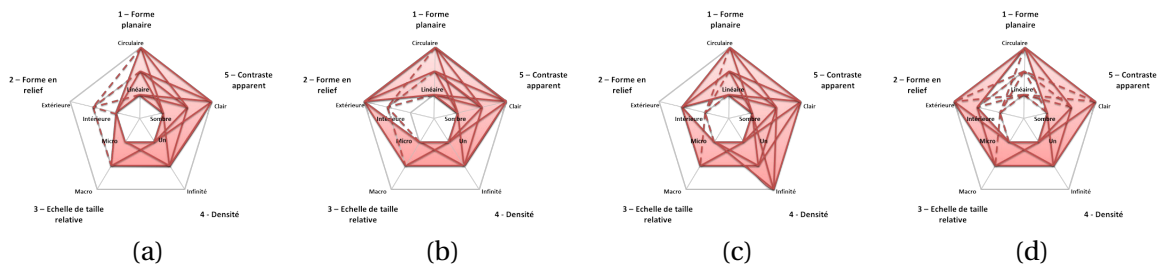 1 – Forme
planaire
Circulaire
2 – Forme en
relief
5 – Contraste
apparent
Extérieure
Linéaire
Clair
Intérieure
Sombre
Micro
Un
Macro
Infinité
3 – Echelle de taille
relative
4 - Densité
(a)
1 – Forme
planaire
Circulaire
2 – Forme en
relief
5 – Contraste
apparent
Extérieure
Linéaire
Clair
Intérieure
Sombre
Micro
Un
Macro
Infinité
3 – Echelle de taille
relative
4 - Densité
(b)
1 – Forme
planaire
Circulaire
2 – Forme en
relief
5 – Contraste
apparent
Extérieure
Linéaire
Clair
Intérieure
Sombre
Micro
Un
Macro
Infinité
3 – Echelle de taille
relative
4 - Densité
(c)
1 – Forme
planaire
Circulaire
2 – Forme en
relief
5 – Contraste
apparent
Extérieure
Linéaire
Clair
Intérieure
Sombre
Micro
Un
Macro
Infinité
3 – Echelle de taille
relative
4 - Densité
(d)